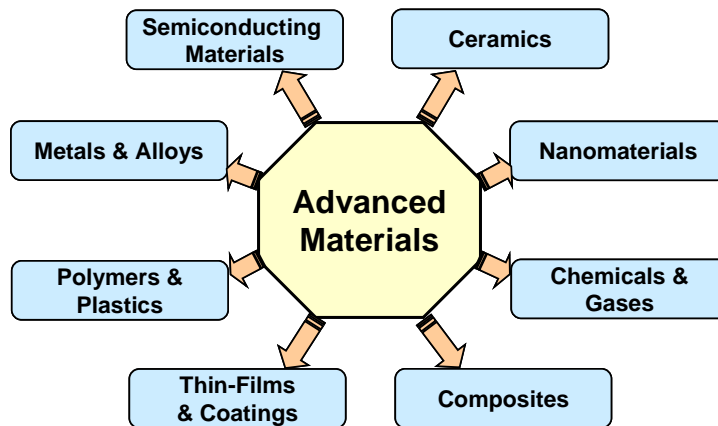 Semiconducting
Materials
Ceramics
Metals & Alloys
Nanomaterials
Advanced
Materials
Polymers &
Plastics
Chemicals &
Gases
Thin-Films
& Coatings
Composites